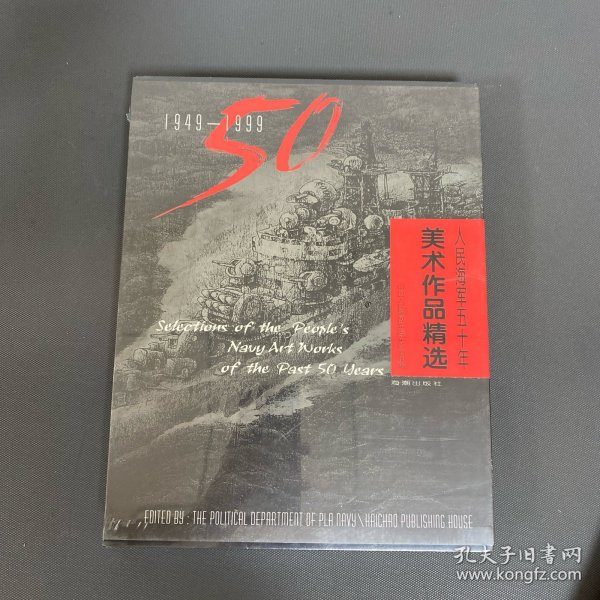 1949—1999
50
人民海军五十年
美术作品精选
Selections of the People's
Navy Art Works
of the Past 50 Years
海潮出版社
EDITED BY : THE POLITICAL DEPARTMENT OF PLA NAVY \ HAICHAO PUBLISHING HOUSE
孔夫子旧书网
www.kongfz.com